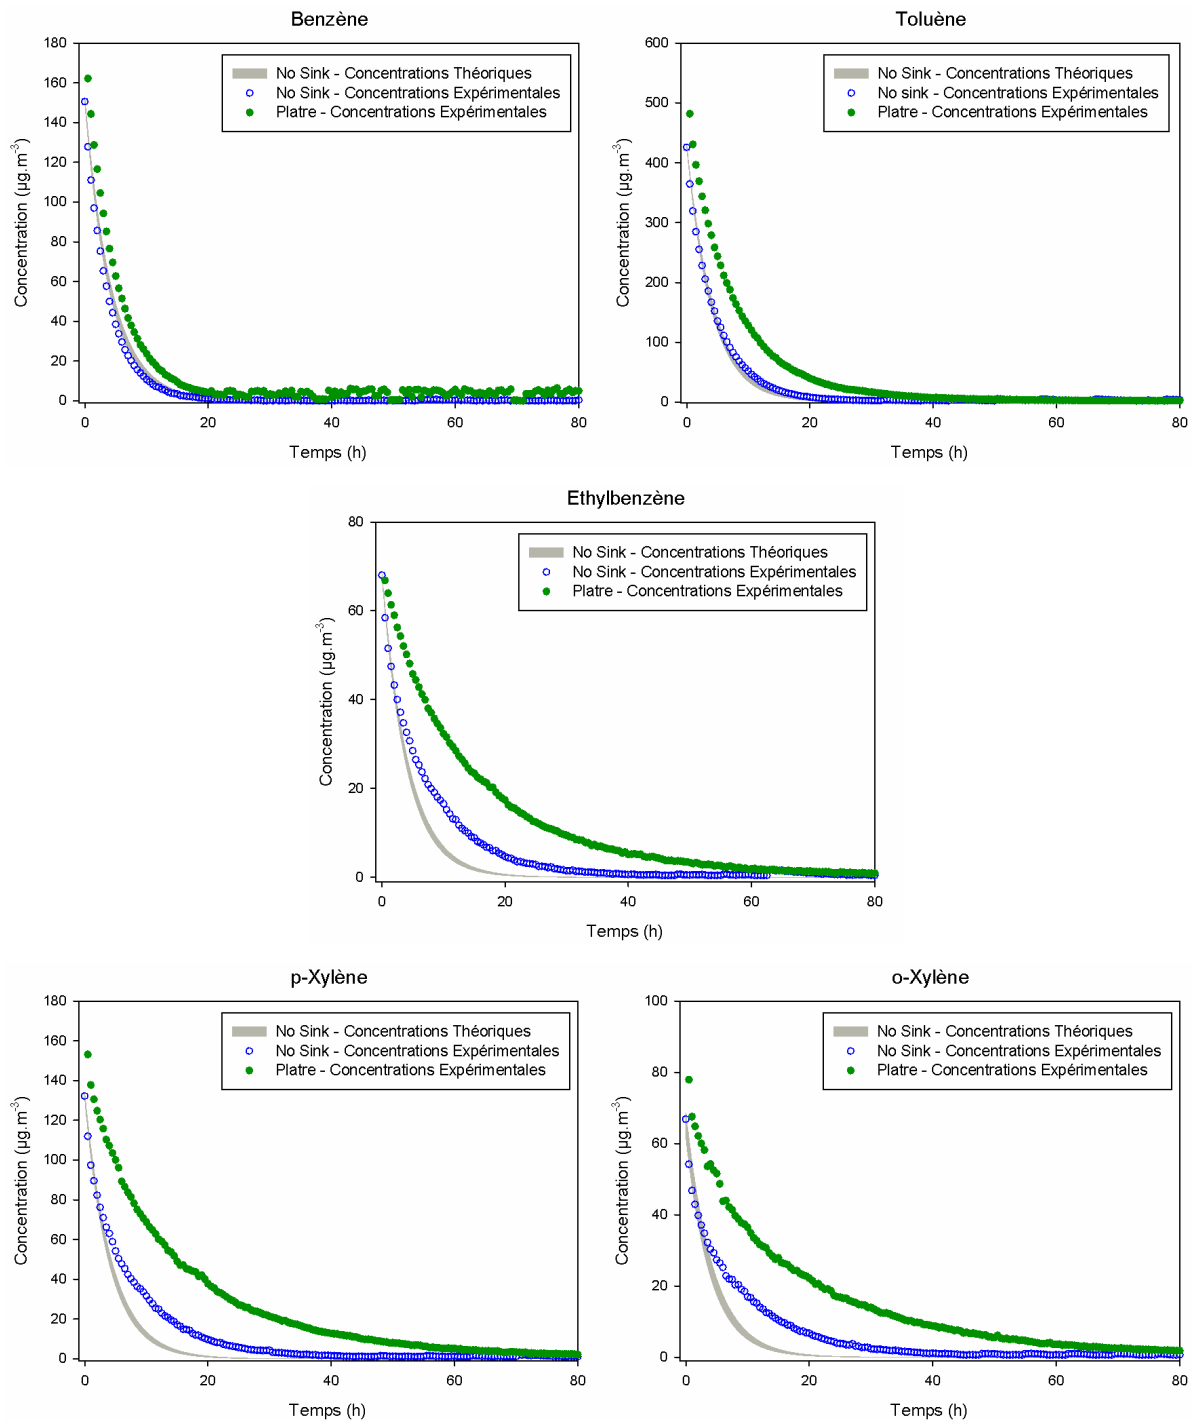 Benzène
180
160
140
120
100
80
60
40
20
0
Concentration (µg.m-3)
No Sink - Concentrations Théoriques
No Sink - Concentrations Expérimentales
Platre - Concentrations Expérimentales
0 20 40 60 80
Temps (h)
Toluène
600
500
400
300
200
100
0
Concentration (µg.m-3)
No Sink - Concentrations Théoriques
No sink - Concentrations Expérimentales
Platre - Concentrations Expérimentales
0 20 40 60 80
Temps (h)
Ethylbenzène
80
60
40
20
0
Concentration (µg.m-3)
No Sink - Concentrations Théoriques
No Sink - Concentrations Expérimentales
Platre - Concentrations Expérimentales
0 20 40 60 80
Temps (h)
p-Xylène
180
160
140
120
100
80
60
40
20
0
Concentration (µg.m-3)
No Sink - Concentrations Théoriques
No Sink - Concentrations Expérimentales
Platre - Concentrations Expérimentales
0 20 40 60 80
Temps (h)
o-Xylène
100
80
60
40
20
0
Concentration (µg.m-3)
No Sink - Concentrations Théoriques
No Sink - Concentrations Expérimentales
Platre - Concentrations Expérimentales
0 20 40 60 80
Temps (h)